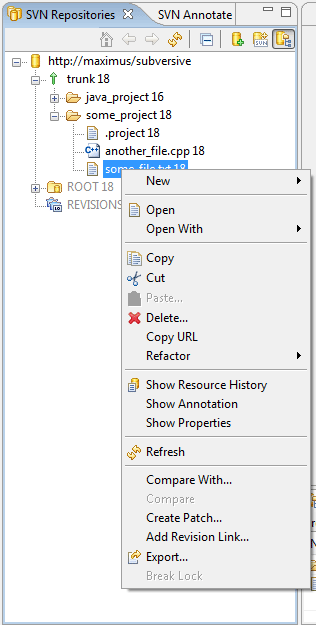 SVN Repositories SVN Annotate
SVN
http://maximus/subversive
trunk 18
java_project 16
some_project 18
.project 18
another_file.cpp 18
some_file.txt 18
ROOT 18
REVISIONS
New
Open
Open With
Copy
Cut
Paste...
Delete...
Copy URL
Refactor
Show Resource History
Show Annotation
Show Properties
Refresh
Compare With...
Compare
Create Patch...
Add Revision Link...
Export...
Break Lock